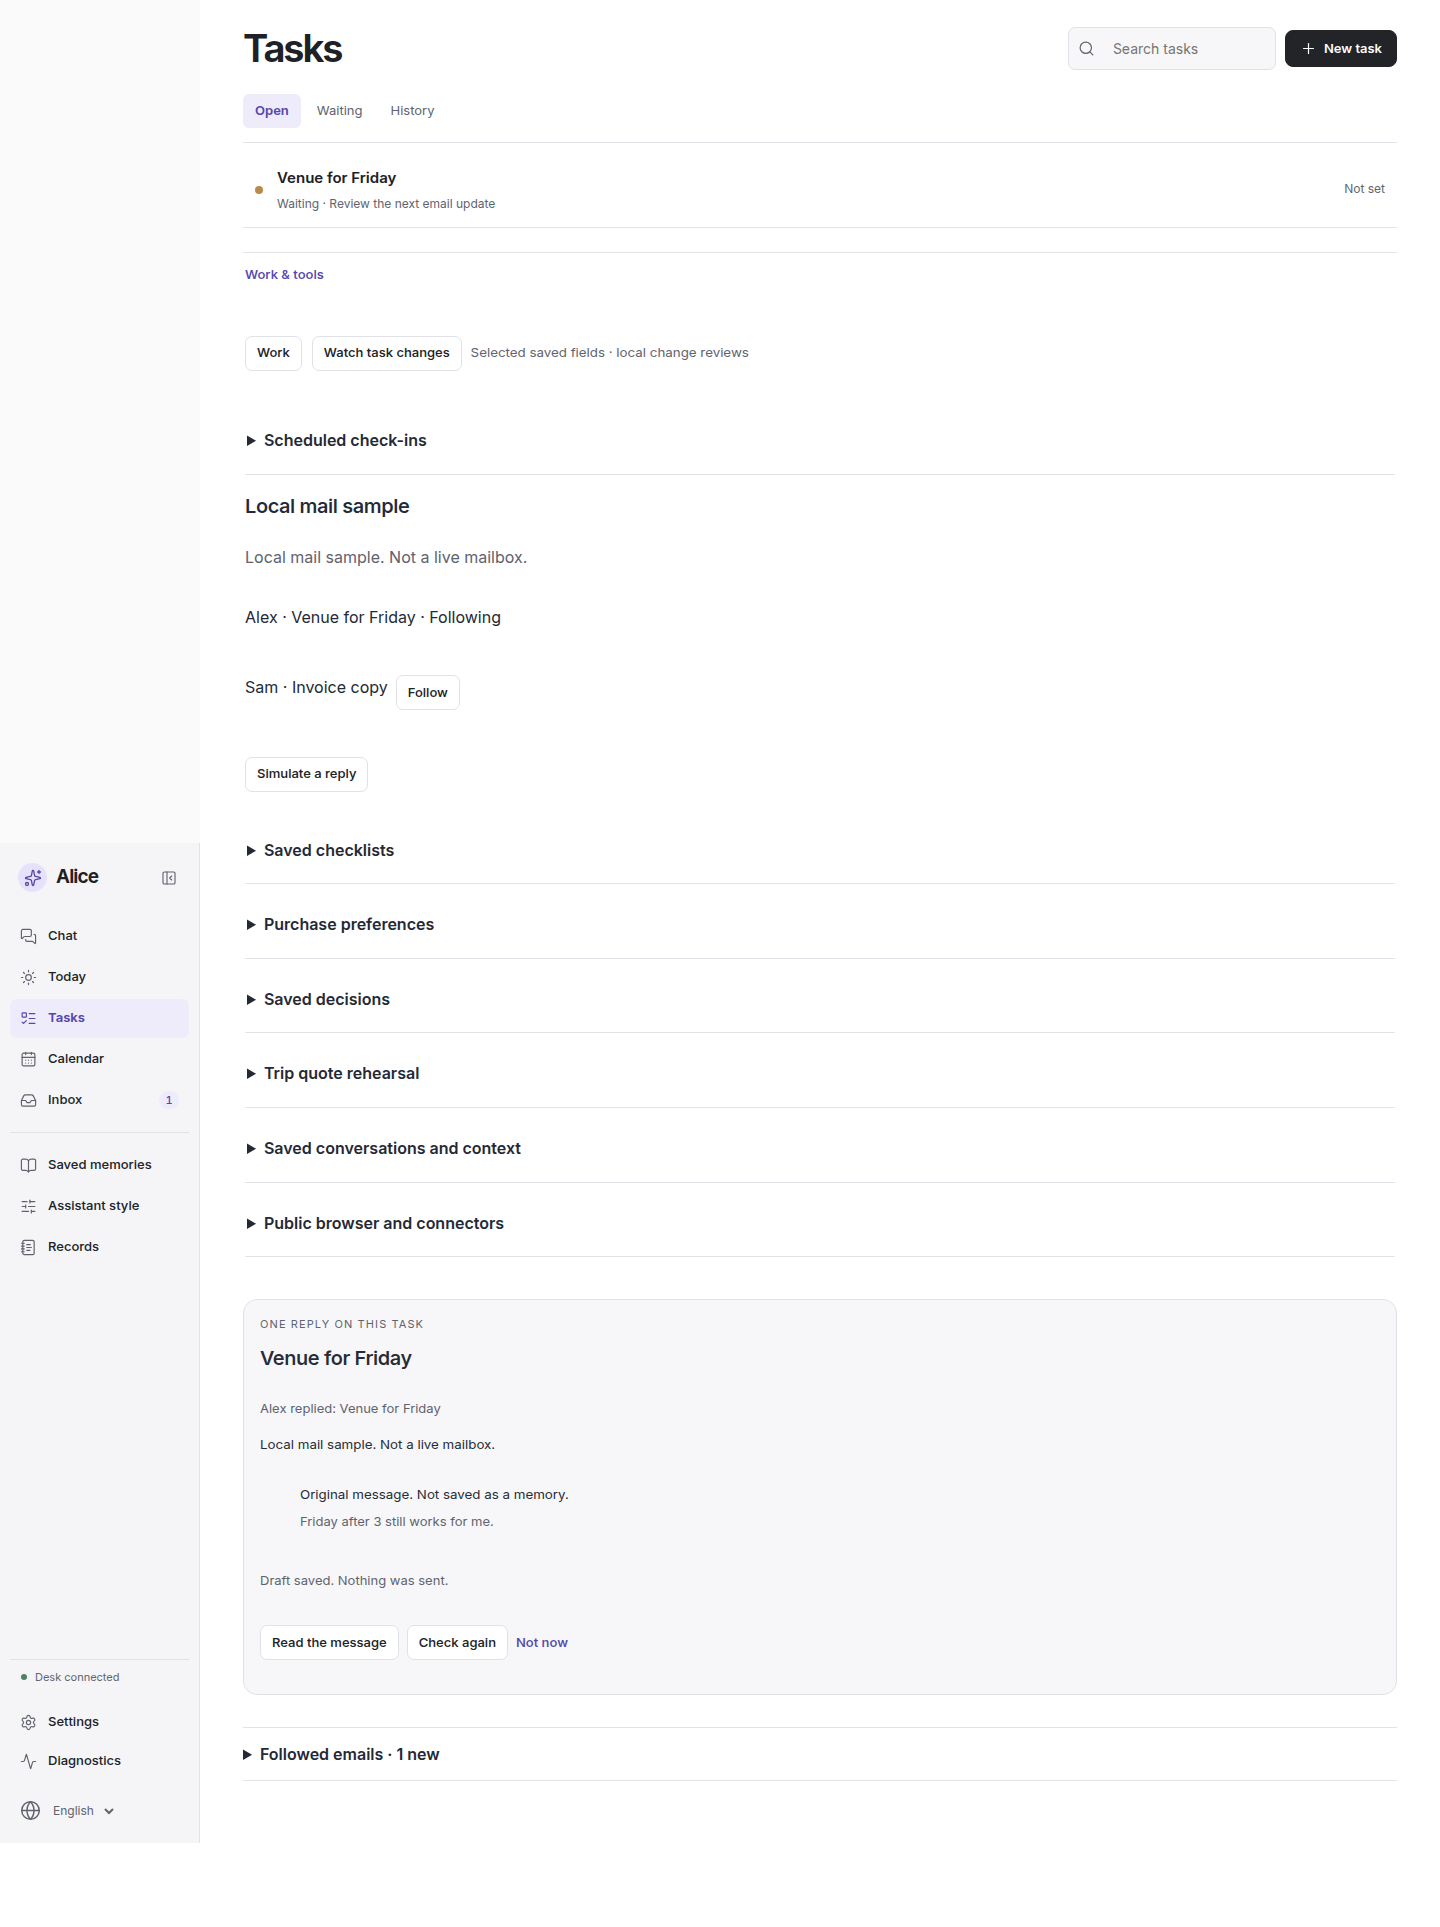 Tasks
Search tasks
New task
Open
Waiting
History
Venue for Friday
Waiting · Review the next email update
Not set
Work & tools
Work
Watch task changes
Selected saved fields · local change reviews
Scheduled check-ins
Local mail sample
Local mail sample. Not a live mailbox.
Alex · Venue for Friday · Following
Sam · Invoice copy
Follow
Simulate a reply
Saved checklists
Purchase preferences
Saved decisions
Trip quote rehearsal
Saved conversations and context
Public browser and connectors
ONE REPLY ON THIS TASK
Venue for Friday
Alex replied: Venue for Friday
Local mail sample. Not a live mailbox.
Original message. Not saved as a memory.
Friday after 3 still works for me.
Draft saved. Nothing was sent.
Read the message
Check again
Not now
Followed emails · 1 new
Alice
Chat
Today
Tasks
Calendar
Inbox
1
Saved memories
Assistant style
Records
Desk connected
Settings
Diagnostics
English